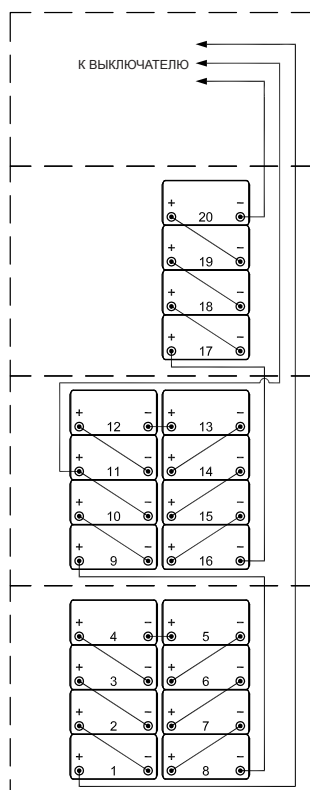 К ВЫКЛЮЧАТЕЛЮ
+ 20 −
+ 19 −
+ 18 −
+ 17 −
+ 12 − + 13 −
+ 11 − + 14 −
+ 10 − + 15 −
+ 9 − + 16 −
+ 4 − + 5 −
+ 3 − + 6 −
+ 2 − + 7 −
+ 1 − + 8 −